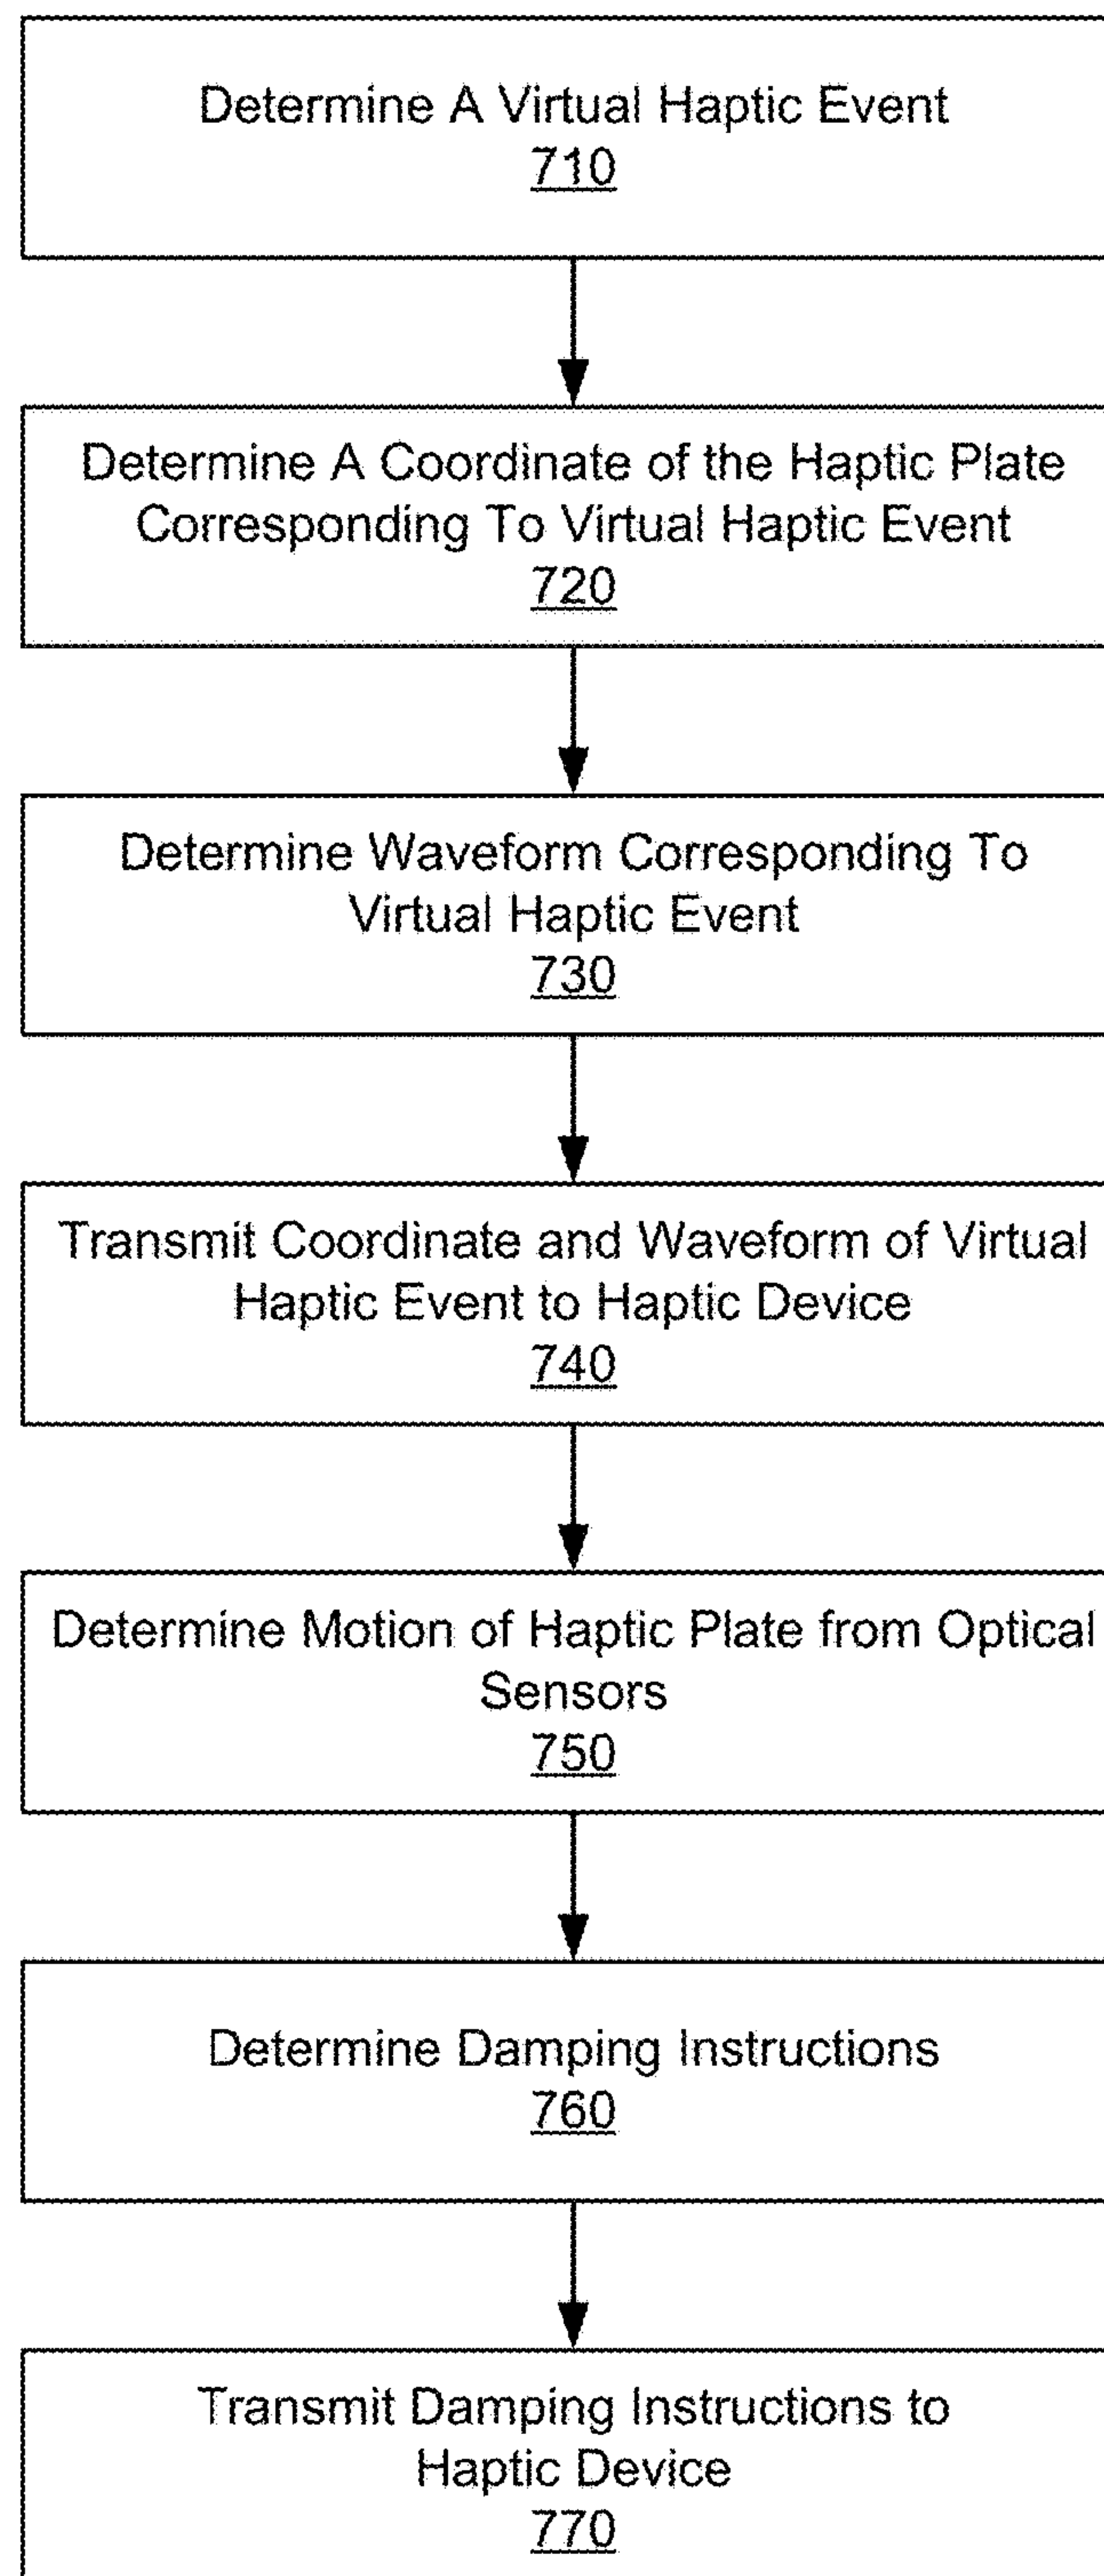 Determine A Virtual Haptic Event
710
Determine A Coordinate of the Haptic Plate
Corresponding To Virtual Haptic Event
720
Determine Waveform Corresponding To
Virtual Haptic Event
730
Transmit Coordinate and Waveform of Virtual
Haptic Event to Haptic Device
740
Determine Motion of Haptic Plate from Optical
Sensors
750
Determine Damping Instructions
760
Transmit Damping Instructions to
Haptic Device
770